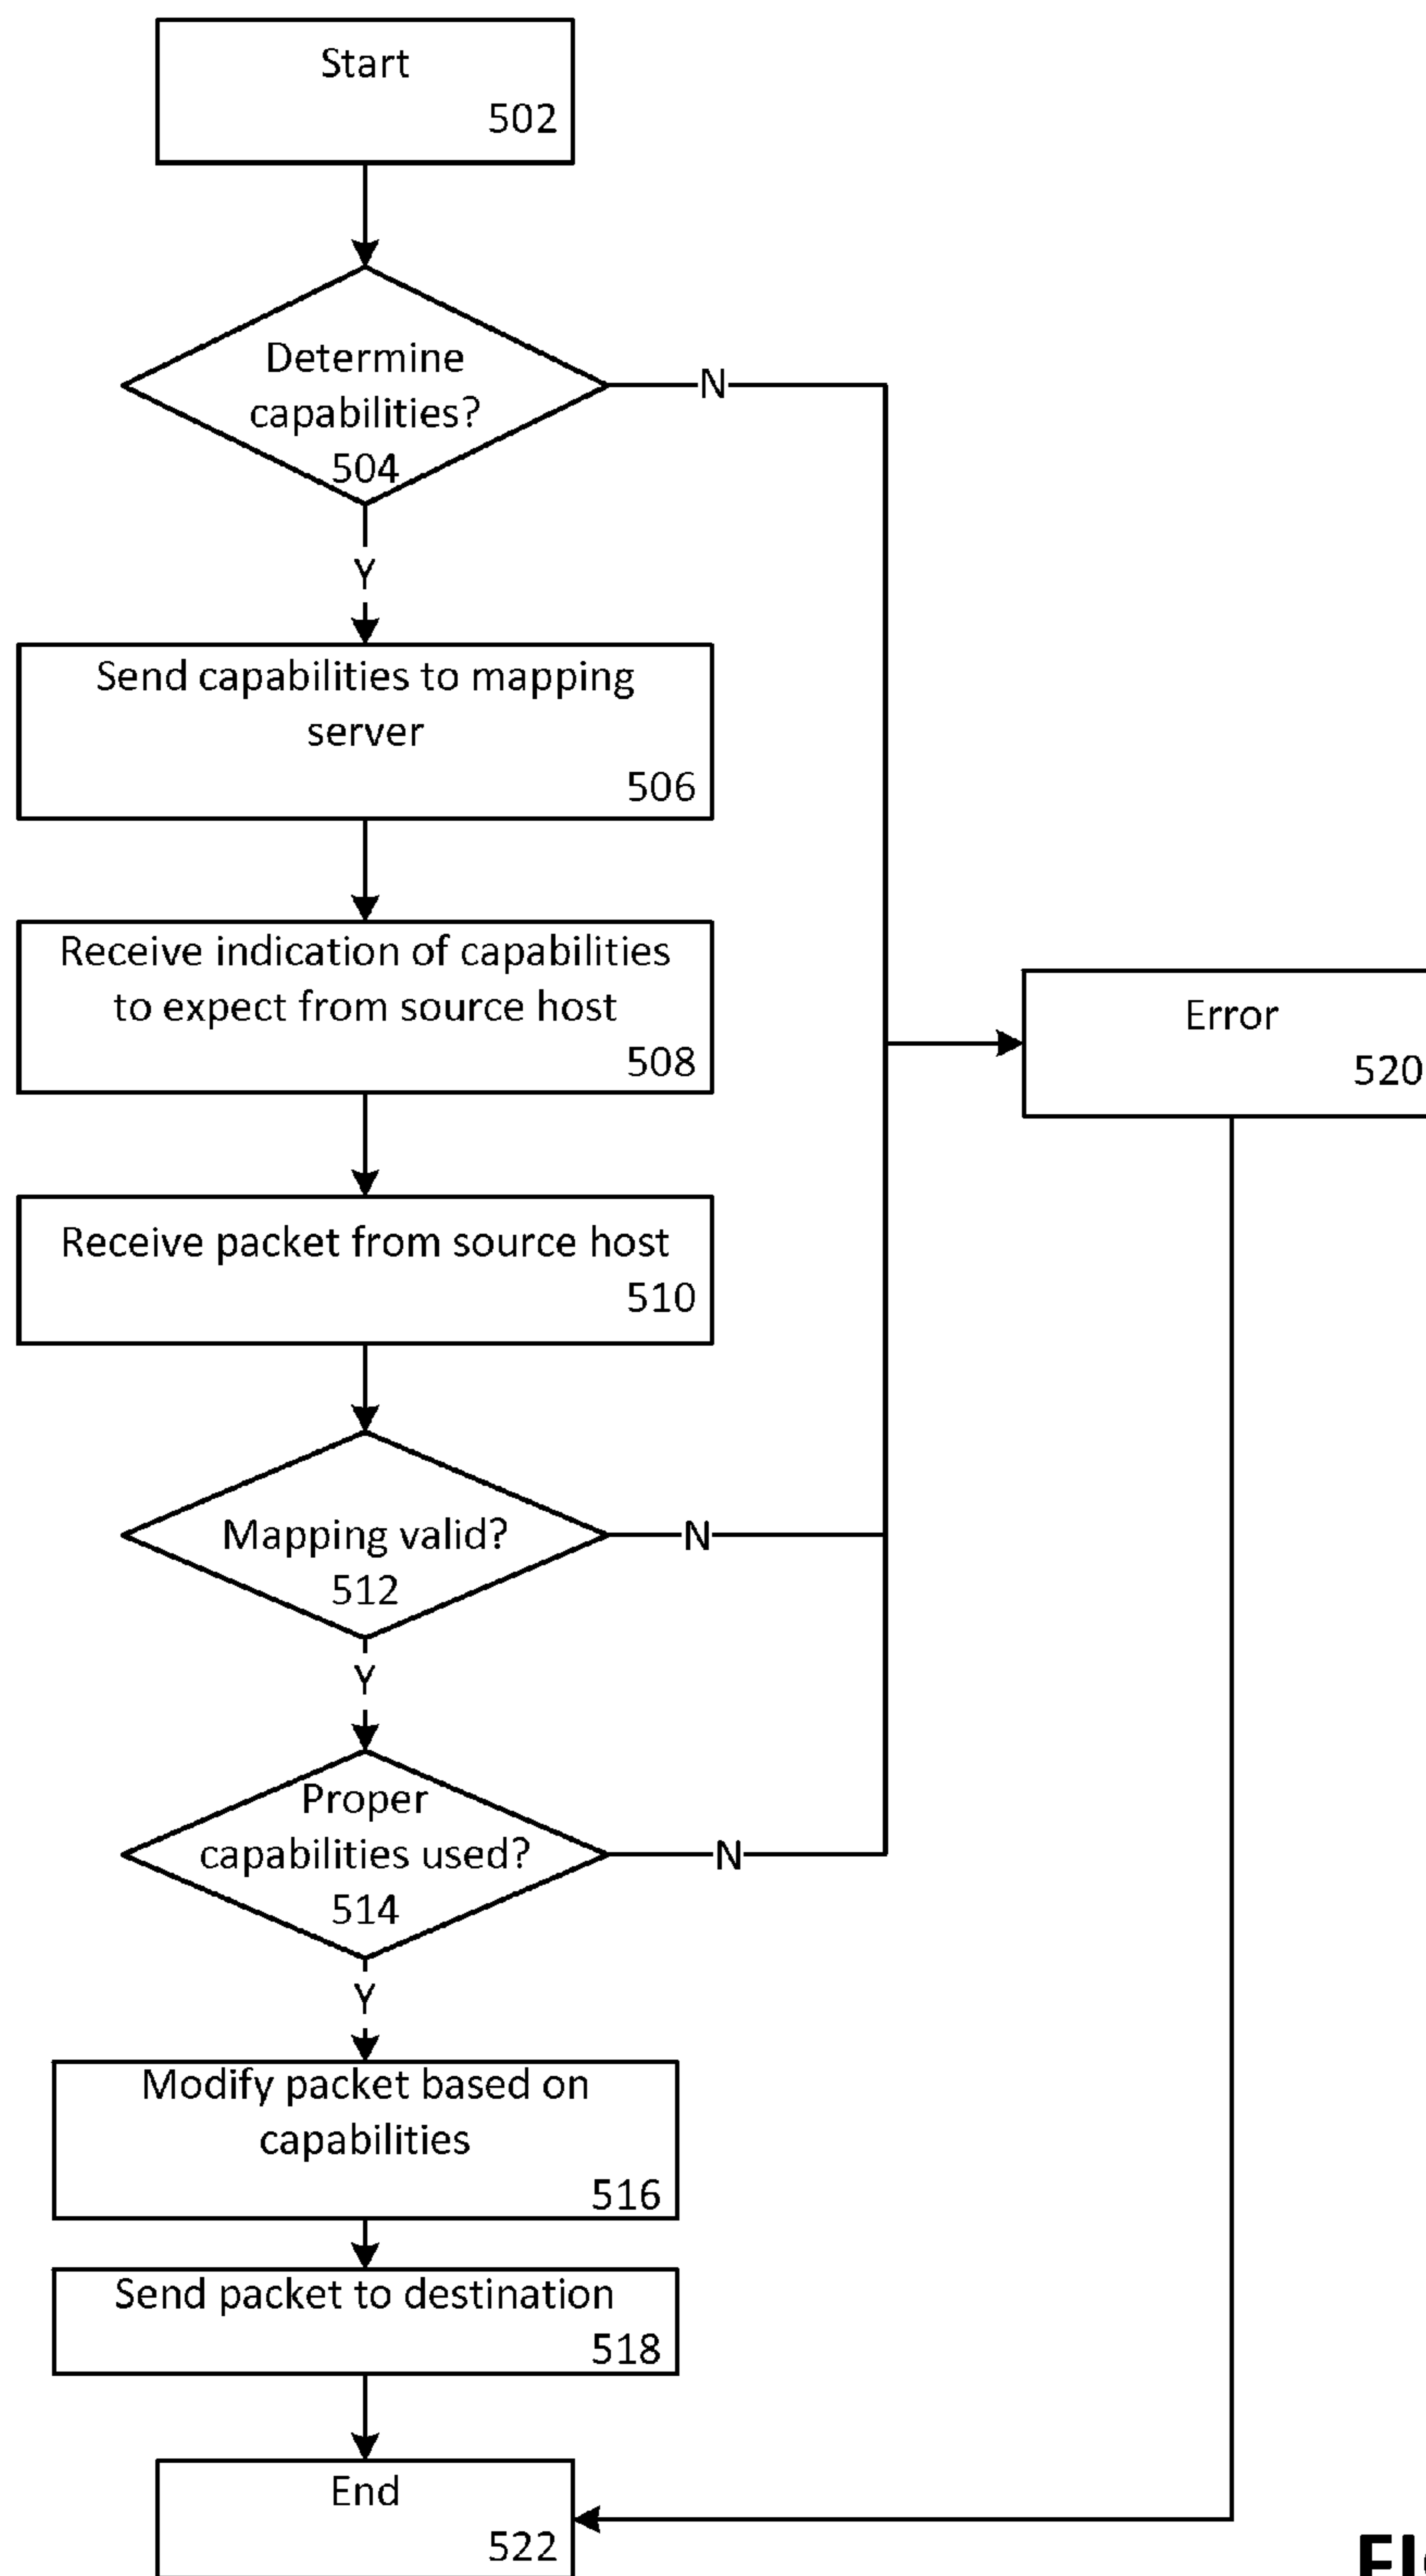 Start
502
Determine
capabilities?
504
N
Y
Send capabilities to mapping
server
506
Receive indication of capabilities
to expect from source host
508
Error
520
Receive packet from source host
510
Mapping valid?
512
N
Y
Proper
capabilities used?
514
N
Y
Modify packet based on
capabilities
516
Send packet to destination
518
End
522